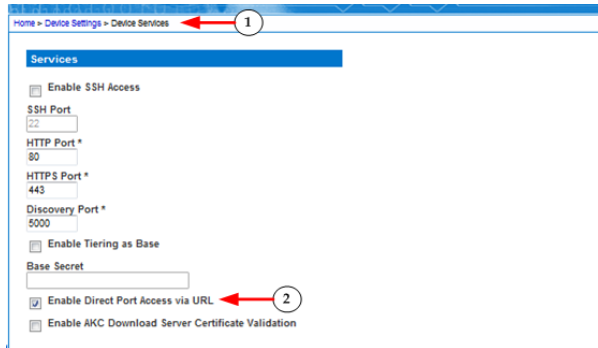 Home > Device Settings > Device Services
1
Services
Enable SSH Access
SSH Port
22
HTTP Port *
80
HTTPS Port *
443
Discovery Port *
5000
Enable Tiering as Base
Base Secret
Enable Direct Port Access via URL
2
Enable AKC Download Server Certificate Validation